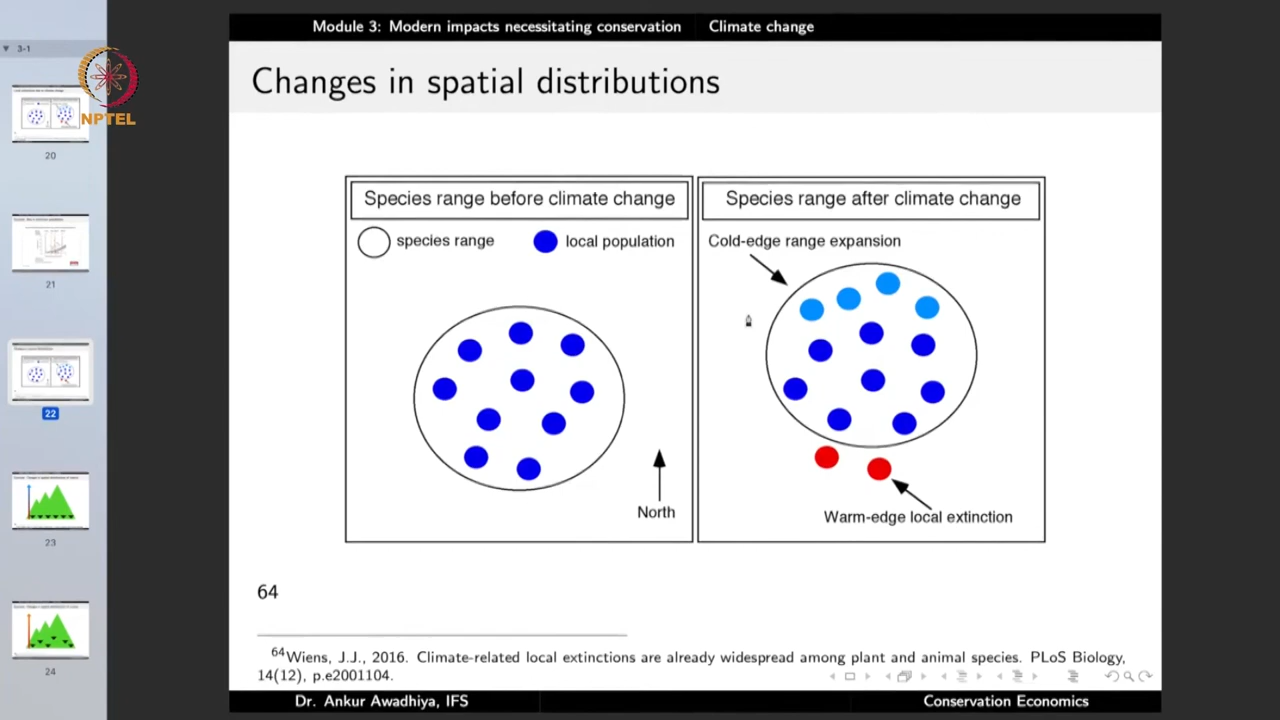 Module 3: Modern impacts necessitating conservation Climate change
3-1
NPTEL
20
21
22
23
24
Changes in spatial distributions
Species range before climate change
species range
local population
North
Species range after climate change
Cold-edge range expansion
Warm-edge local extinction
64
64Wiens, J.J., 2016. Climate-related local extinctions are already widespread among plant and animal species. PLoS Biology,
14(12), p.e2001104.
Dr. Ankur Awadhiya, IFS Conservation Economics